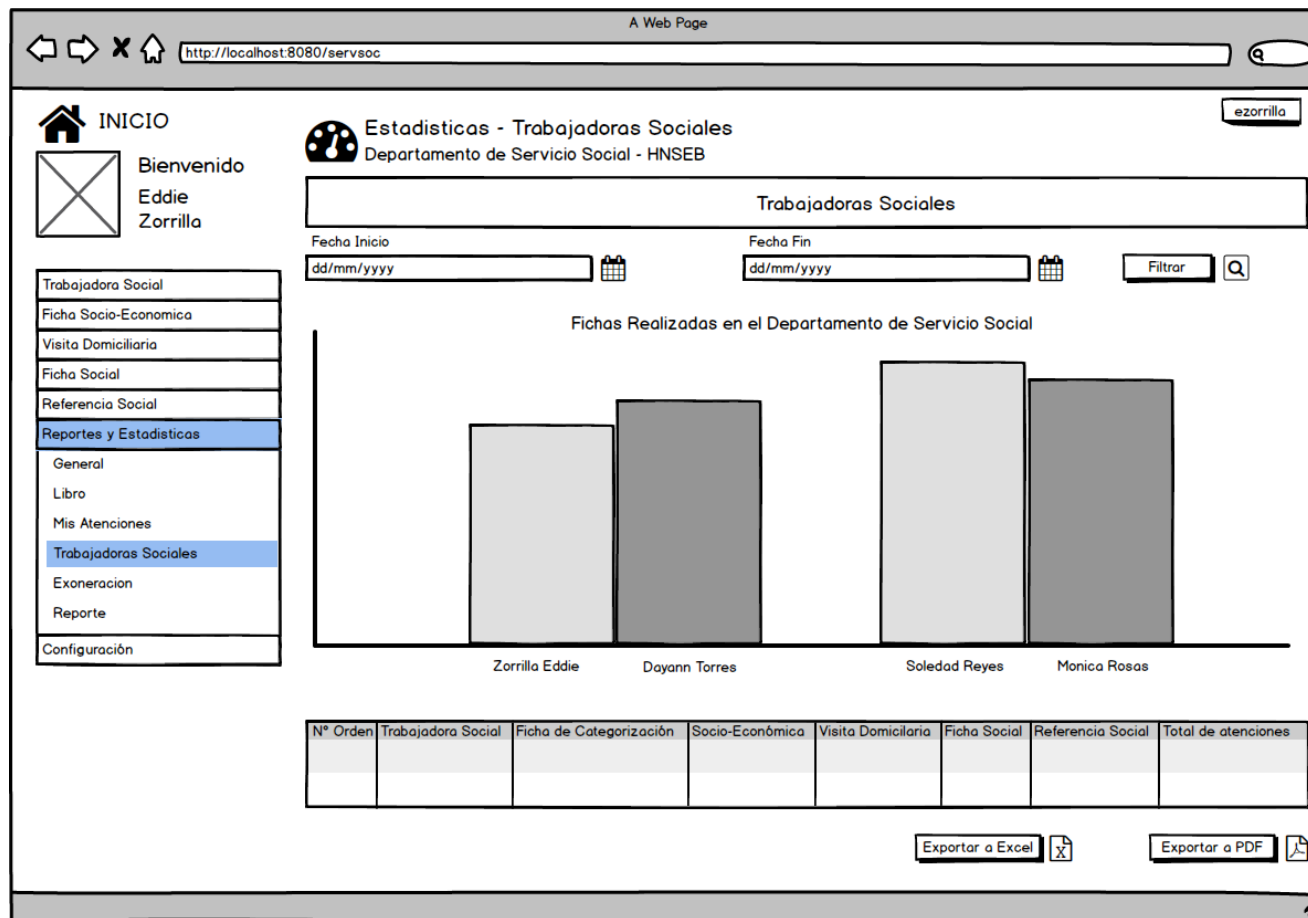 A Web Page
http://localhost:8080/servsoc
INICIO
Bienvenido
Eddie
Zorrilla
ezorrilla
Estadisticas - Trabajadoras Sociales
Departamento de Servicio Social - HNSEB
Trabajadoras Sociales
Fecha Inicio
Fecha Fin
dd/mm/yyyy
dd/mm/yyyy
Filtrar
Trabajadora Social
Ficha Socio-Economica
Visita Domiciliaria
Ficha Social
Referencia Social
Reportes y Estadisticas
General
Libro
Mis Atenciones
Trabajadoras Sociales
Exoneracion
Reporte
Configuración
Fichas Realizadas en el Departamento de Servicio Social
Zorrilla Eddie
Dayann Torres
Soledad Reyes
Monica Rosas
N° Orden Trabajadora Social Ficha de Categorización Socio-Económica Visita Domicilaria Ficha Social Referencia Social Total de atenciones
Exportar a Excel
X
Exportar a PDF